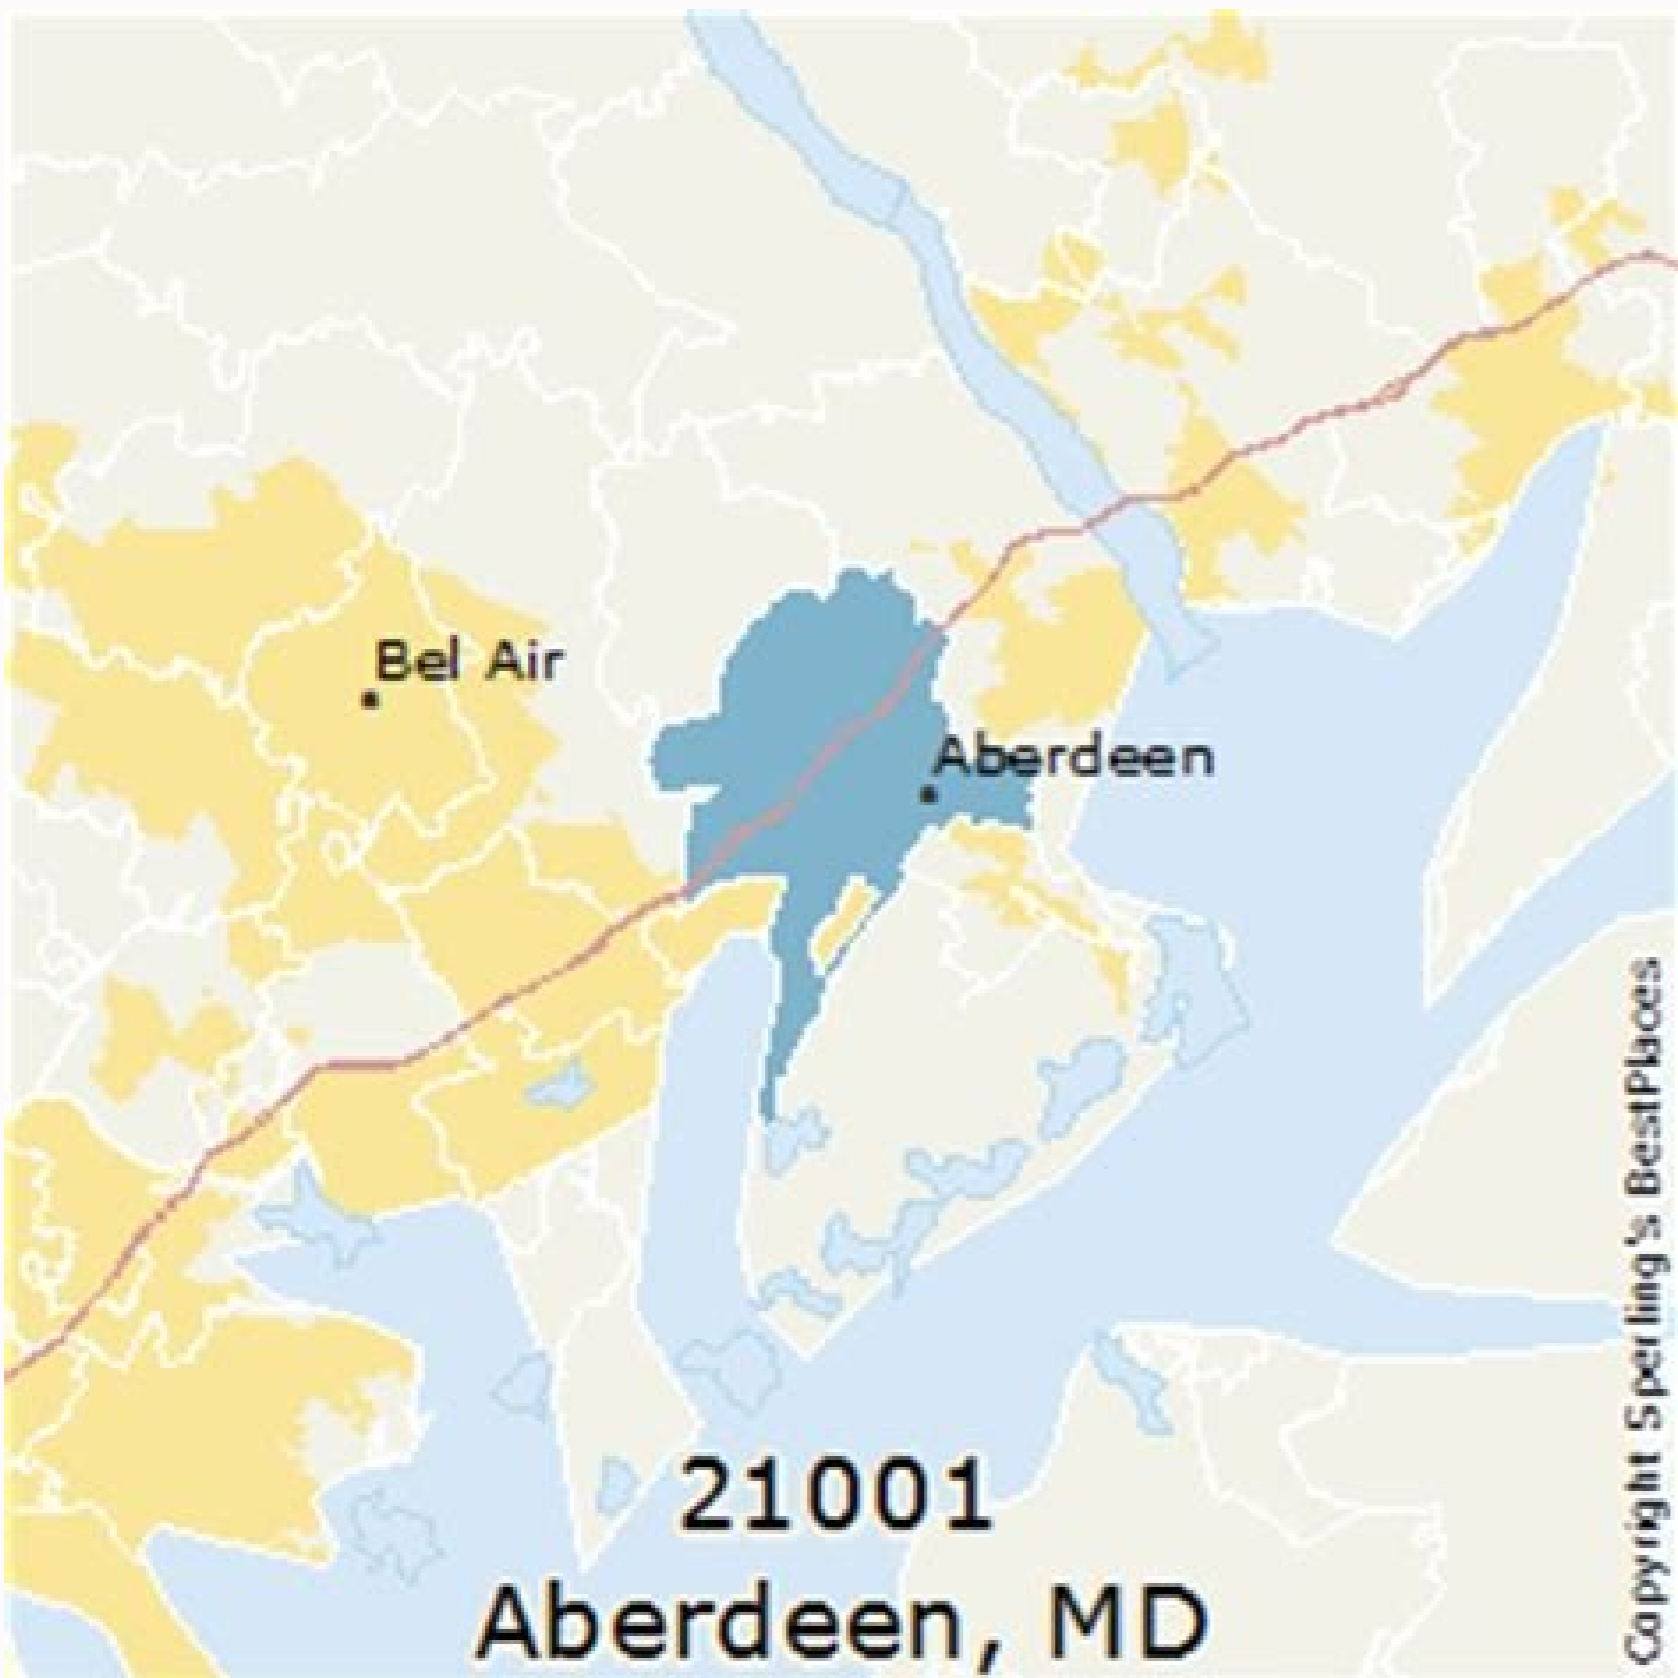 Bel Air
Aberdeen
21001
Aberdeen, MD
Copyright Sperling's BestPlaces